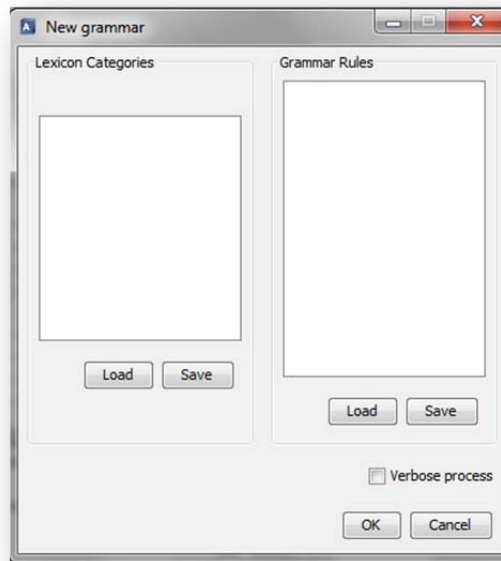 New grammar
Lexicon Categories
Grammar Rules
Load Save
Load Save
Verbose process
OK Cancel